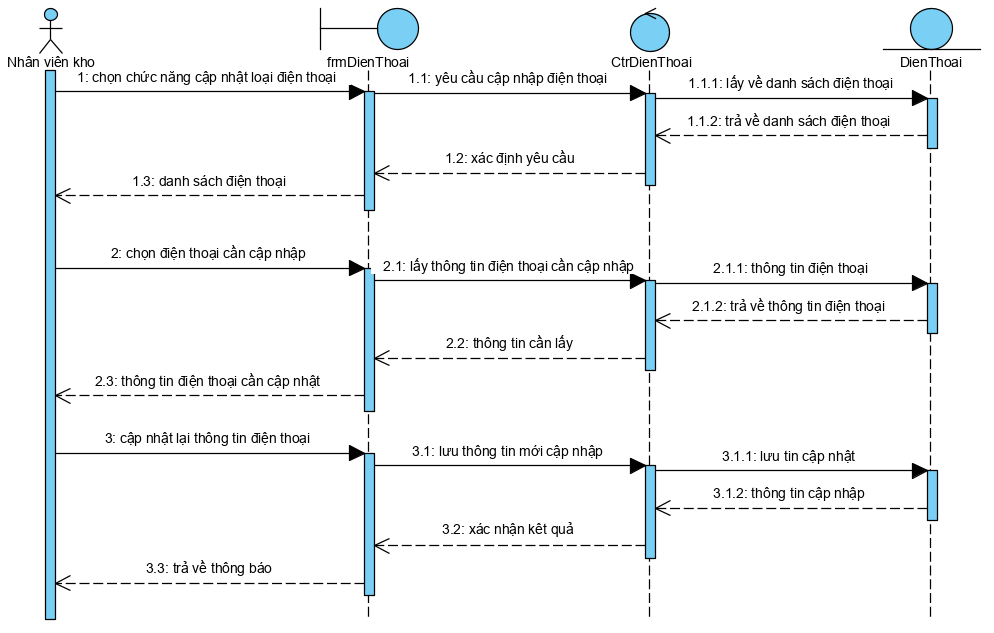 Nhân viên kho
frmDienThoai
CtrDienThoai
DienThoai
1: chọn chức năng cập nhật loại điện thoại
1.1: yêu cầu cập nhập điện thoại
1.1.1: lấy về danh sách điện thoại
1.1.2: trả về danh sách điện thoại
1.2: xác định yêu cầu
1.3: danh sách điện thoại
2: chọn điện thoại cần cập nhập
2.1: lấy thông tin điện thoại cần cập nhập
2.1.1: thông tin điện thoại
2.1.2: trả về thông tin điện thoại
2.2: thông tin cần lấy
2.3: thông tin điện thoại cần cập nhật
3: cập nhật lại thông tin điện thoại
3.1: lưu thông tin mới cập nhập
3.1.1: lưu tin cập nhật
3.1.2: thông tin cập nhập
3.2: xác nhận kết quả
3.3: trả về thông báo